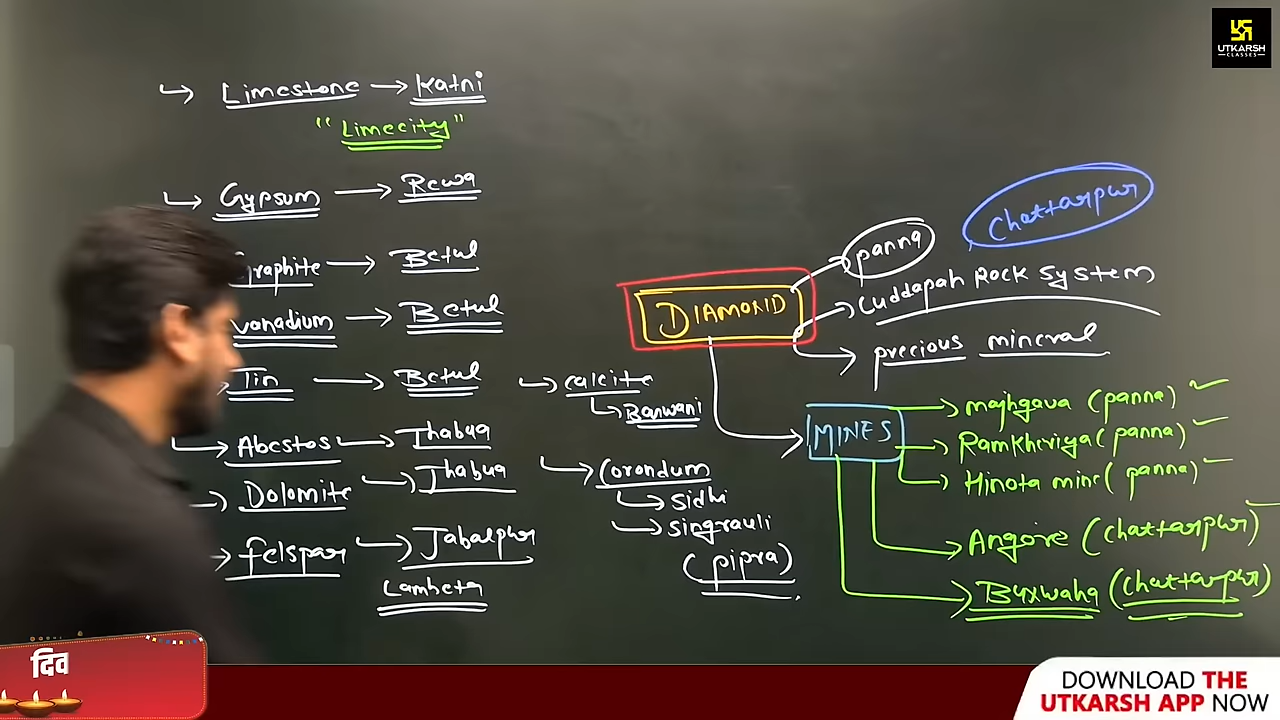 UTKARSH
CLASSES
↳ Limestone → Katni
"Limecity"
↳ Gypsum → Rewa
Graphite → Betul
vanadium → Betul
Tin → Betul
↳ Abestos ↳ Jhabua
Dolomite ↳ Jhabua
→ felspar ↳ Jabalpur
Lambeta
↳ calcite
↳ Barwani
↳ Corondum
↳ Sidhi
↳ singrauli
(pipra)
Chattarpur
DIAMOND
panna
→ Cuddapah Rock System
→ precious mineral
MINES
→ majhgava (panna) ✓
→ Ramkheriya (panna) ✓
→ Hinota mine (panna) ✓
→ Angore (chattarpur)
→ Buxwaha (chattarpur)
दिव
DOWNLOAD THE
UTKARSH APP NOW